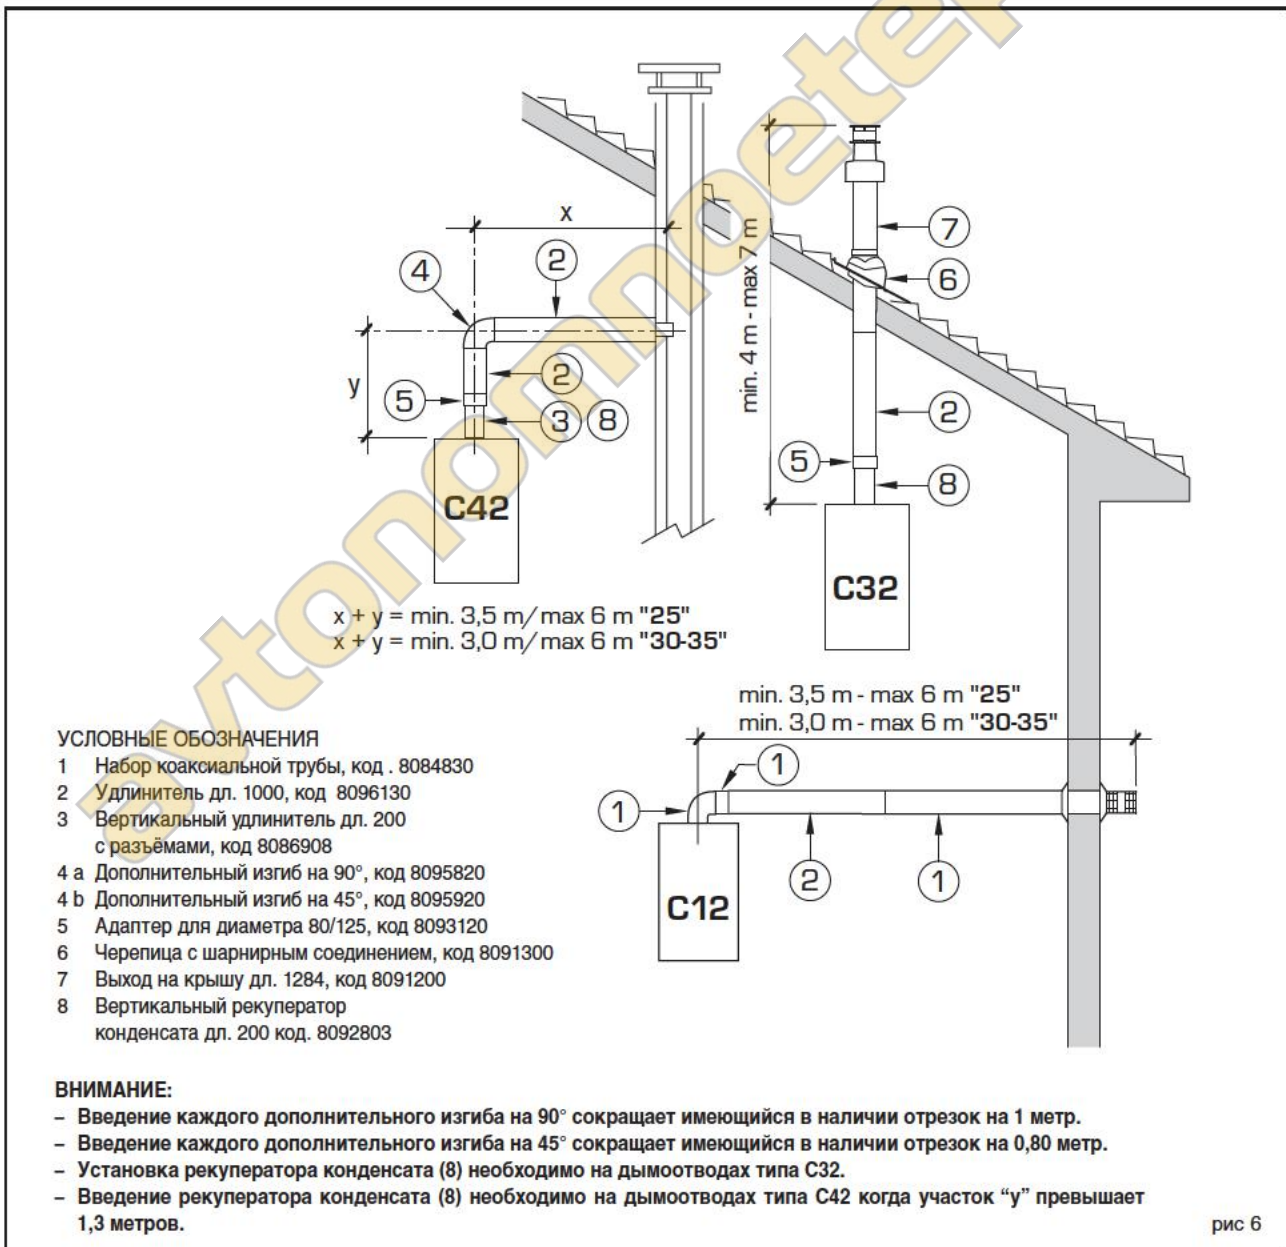 x
4
2
y
5
2
3
8
C42
x + y = min. 3,5 m/max 6 m "25"
x + y = min. 3,0 m/max 6 m "30-35"
min. 4 m - max 7 m
7
6
2
5
8
C32
min. 3,5 m - max 6 m "25"
min. 3,0 m - max 6 m "30-35"
1
1
2
1
C12
УСЛОВНЫЕ ОБОЗНАЧЕНИЯ
1 Набор коаксиальной трубы, код . 8084830
2 Удлинитель дл. 1000, код 8096130
3 Вертикальный удлинитель дл. 200
с разъёмами, код 8086908
4 a Дополнительный изгиб на 90°, код 8095820
4 b Дополнительный изгиб на 45°, код 8095920
5 Адаптер для диаметра 80/125, код 8093120
6 Черепица с шарнирным соединением, код 8091300
7 Выход на крышу дл. 1284, код 8091200
8 Вертикальный рекуператор
конденсата дл. 200 код. 8092803
ВНИМАНИЕ:
– Введение каждого дополнительного изгиба на 90° сокращает имеющийся в наличии отрезок на 1 метр.
– Введение каждого дополнительного изгиба на 45° сокращает имеющийся в наличии отрезок на 0,80 метр.
– Установка рекуператора конденсата (8) необходимо на дымоотводах типа С32.
– Введение рекуператора конденсата (8) необходимо на дымоотводах типа С42 когда участок “у” превышает
1,3 метров.
рис 6